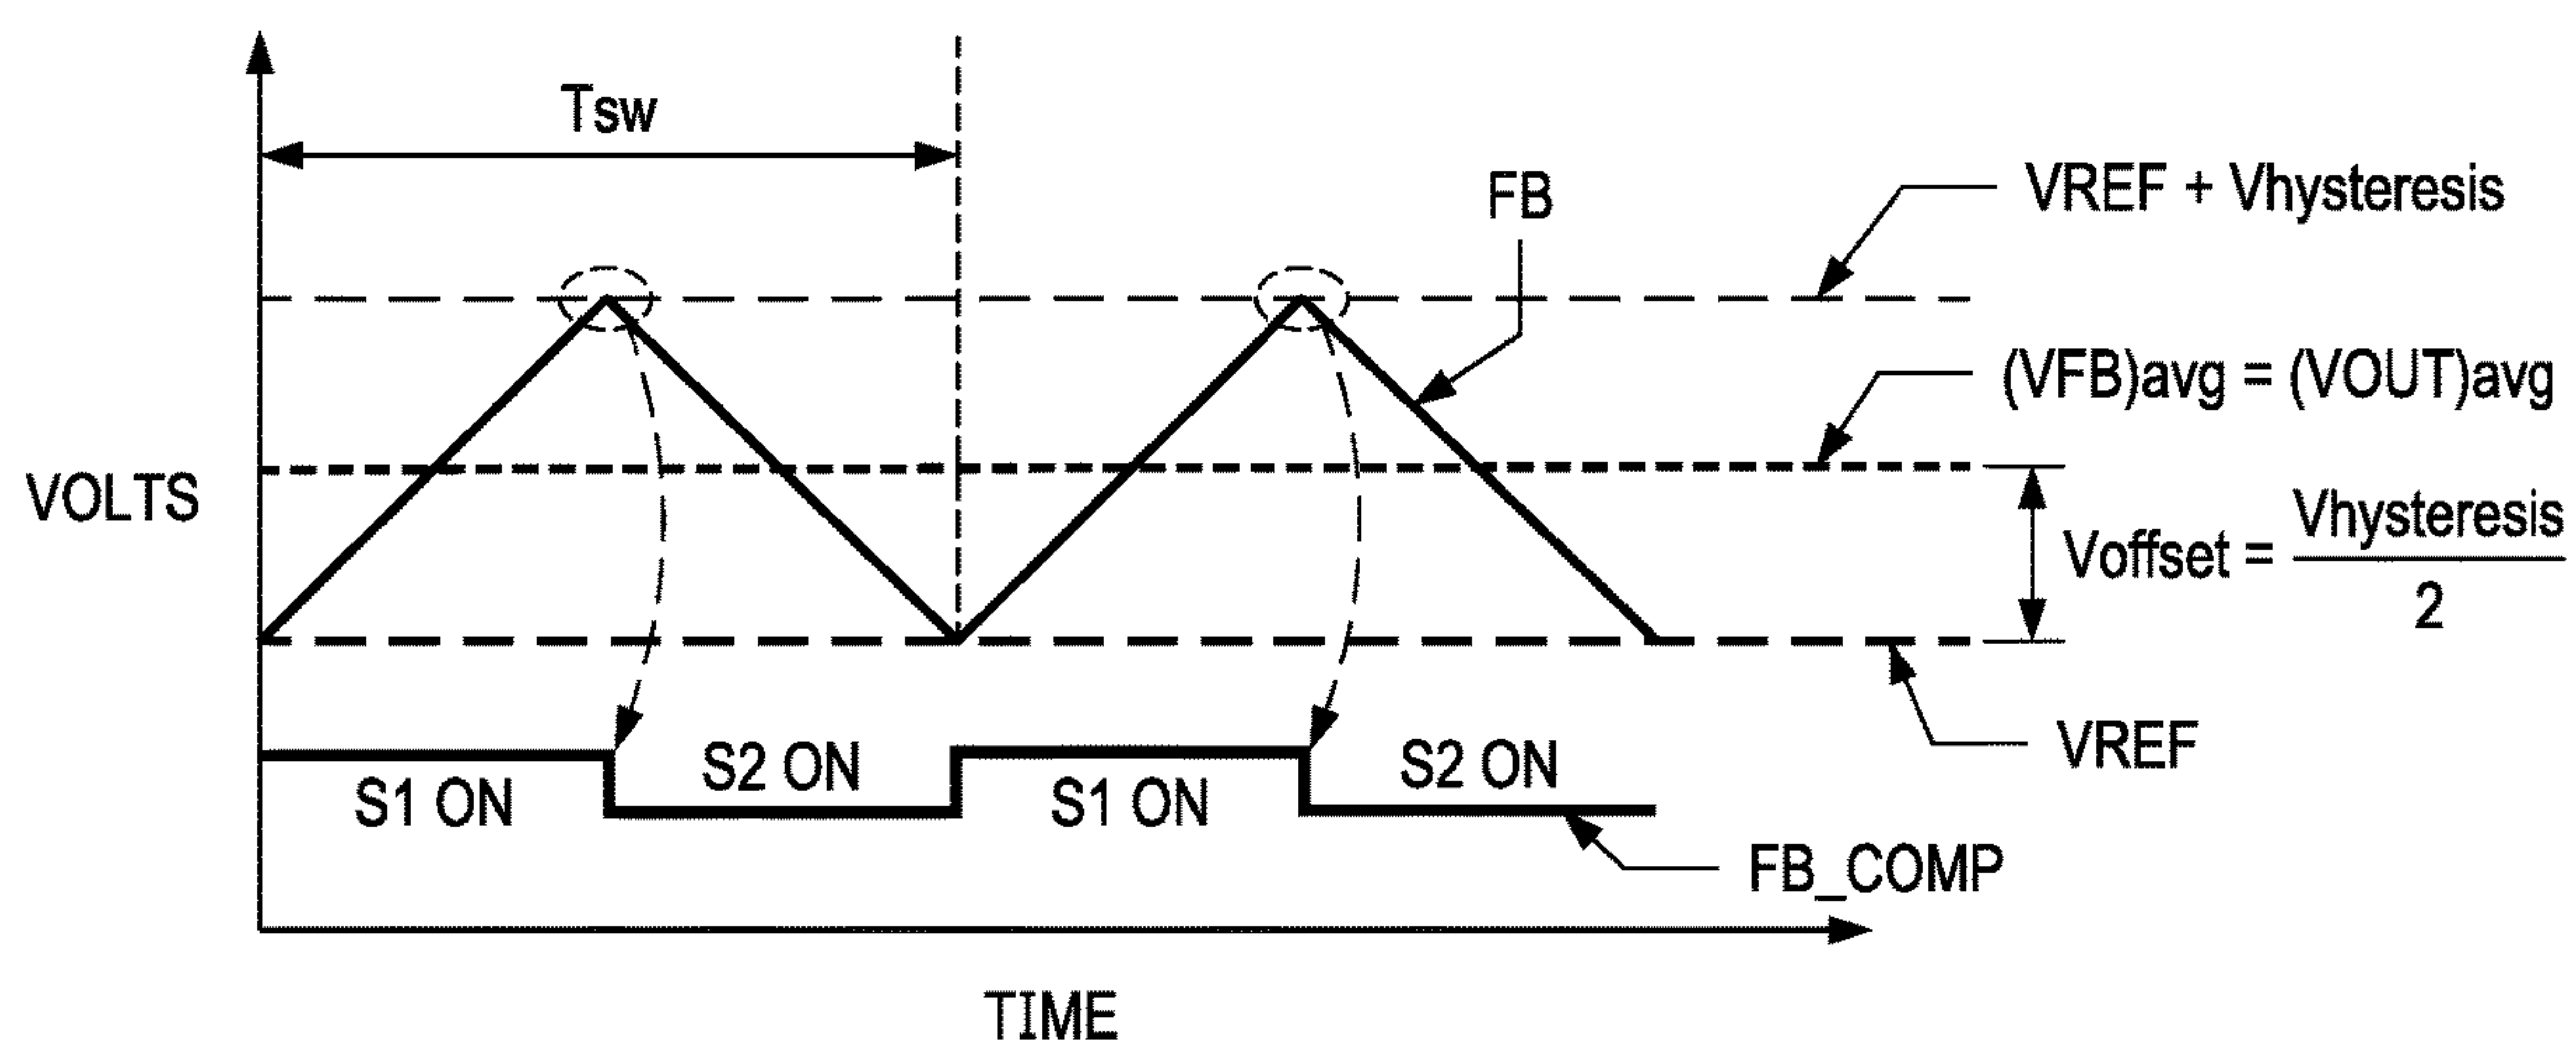 Tsw
FB
VREF + Vhysteresis
(VFB)avg = (VOUT)avg
VOLTS
Voffset = Vhysteresis
2
VREF
S1 ON
S2 ON
S1 ON
S2 ON
FB_COMP
TIME